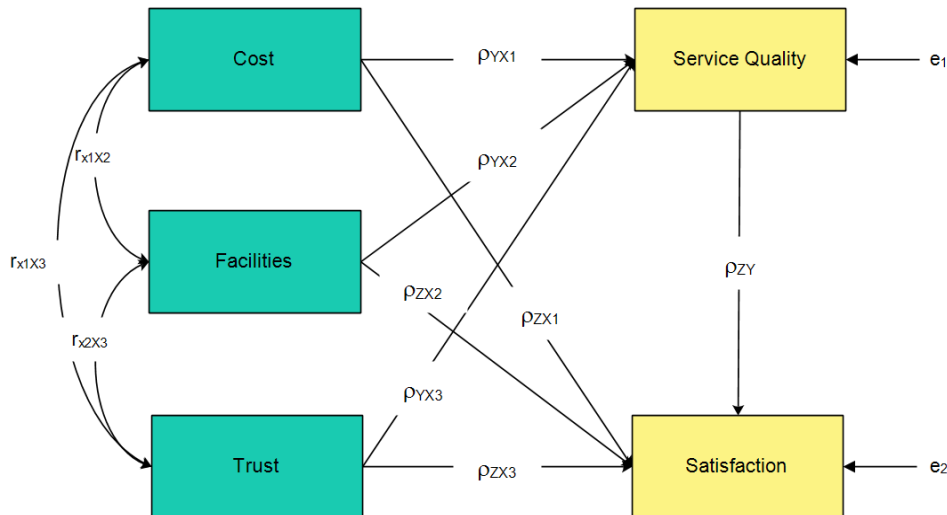 Cost
ρYX1
Service Quality
e1
rx1X2
ρYX2
rx1X3
Facilities
ρZX2
ρZY
ρZX1
rx2X3
ρYX3
Trust
ρZX3
Satisfaction
e2